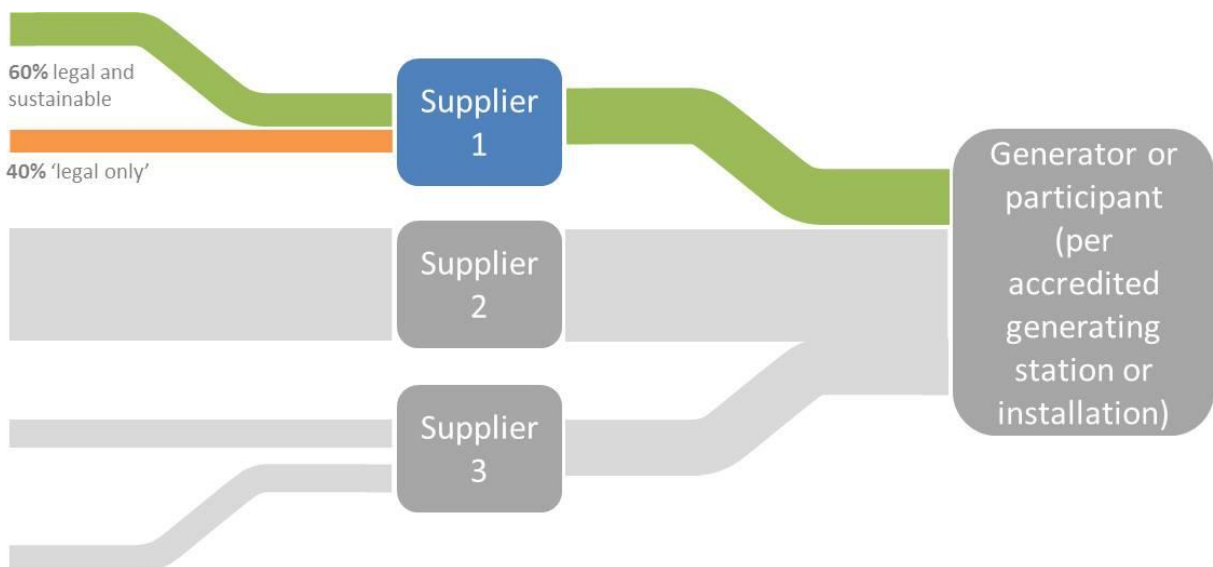 60% legal and
sustainable
40% ‘legal only’
Supplier
1
Supplier
2
Supplier
3
Generator or
participant
(per
accredited
generating
station or
installation)